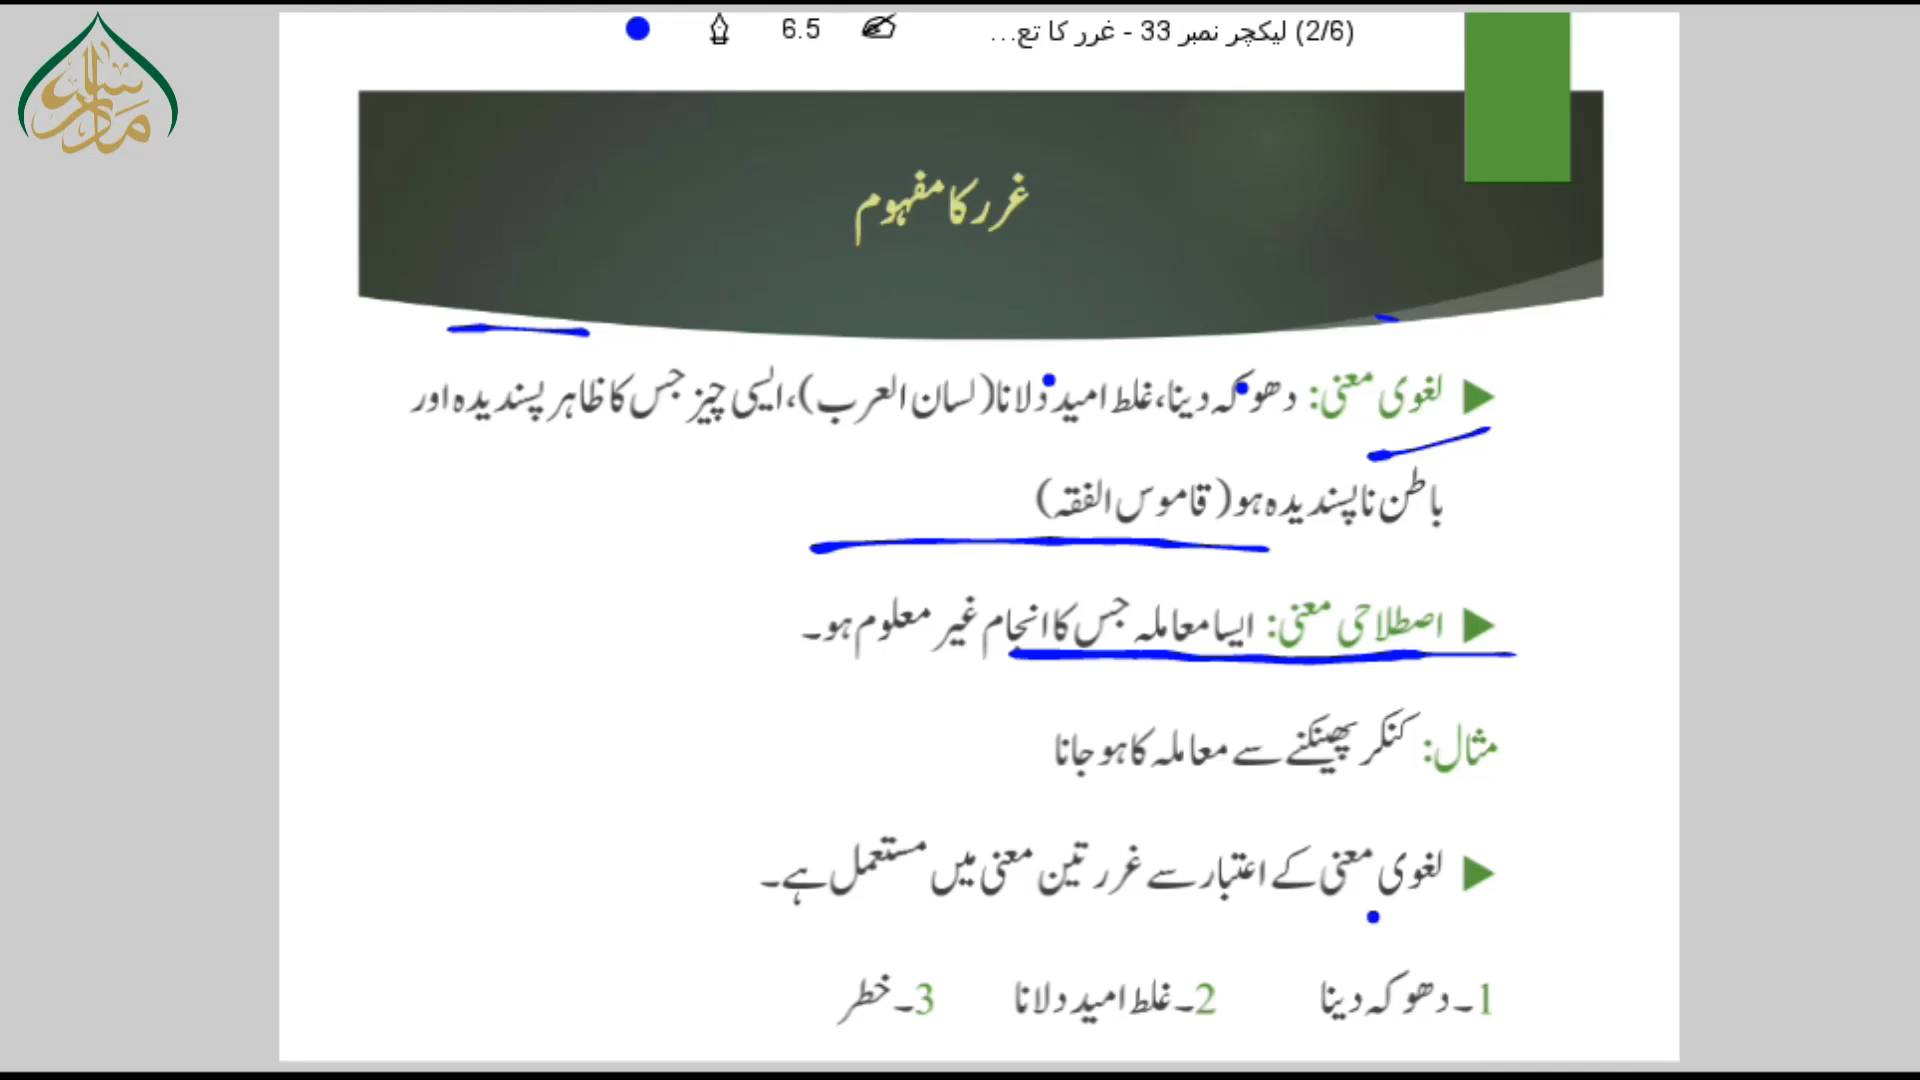 (2/6) لیکچر نمبر 33 - غرر کا تع...
6.5
مدرسہ
غرر کا مفہوم
لغوی معنی: دھوکہ دینا، غلط امید دلانا (لسان العرب)، ایسی چیز جس کا ظاہر پسندیدہ اور
باطن ناپسندیدہ ہو (قاموس الفقہ)
اصطلاحی معنی: ایسا معاملہ جس کا انجام غیر معلوم ہو۔
مثال: کنکر پھینکنے سے معاملہ کا ہو جانا
لغوی معنی کے اعتبار سے غرر تین معنی میں مستعمل ہے۔
1۔ دھوکہ دینا 2۔ غلط امید دلانا 3۔ خطر